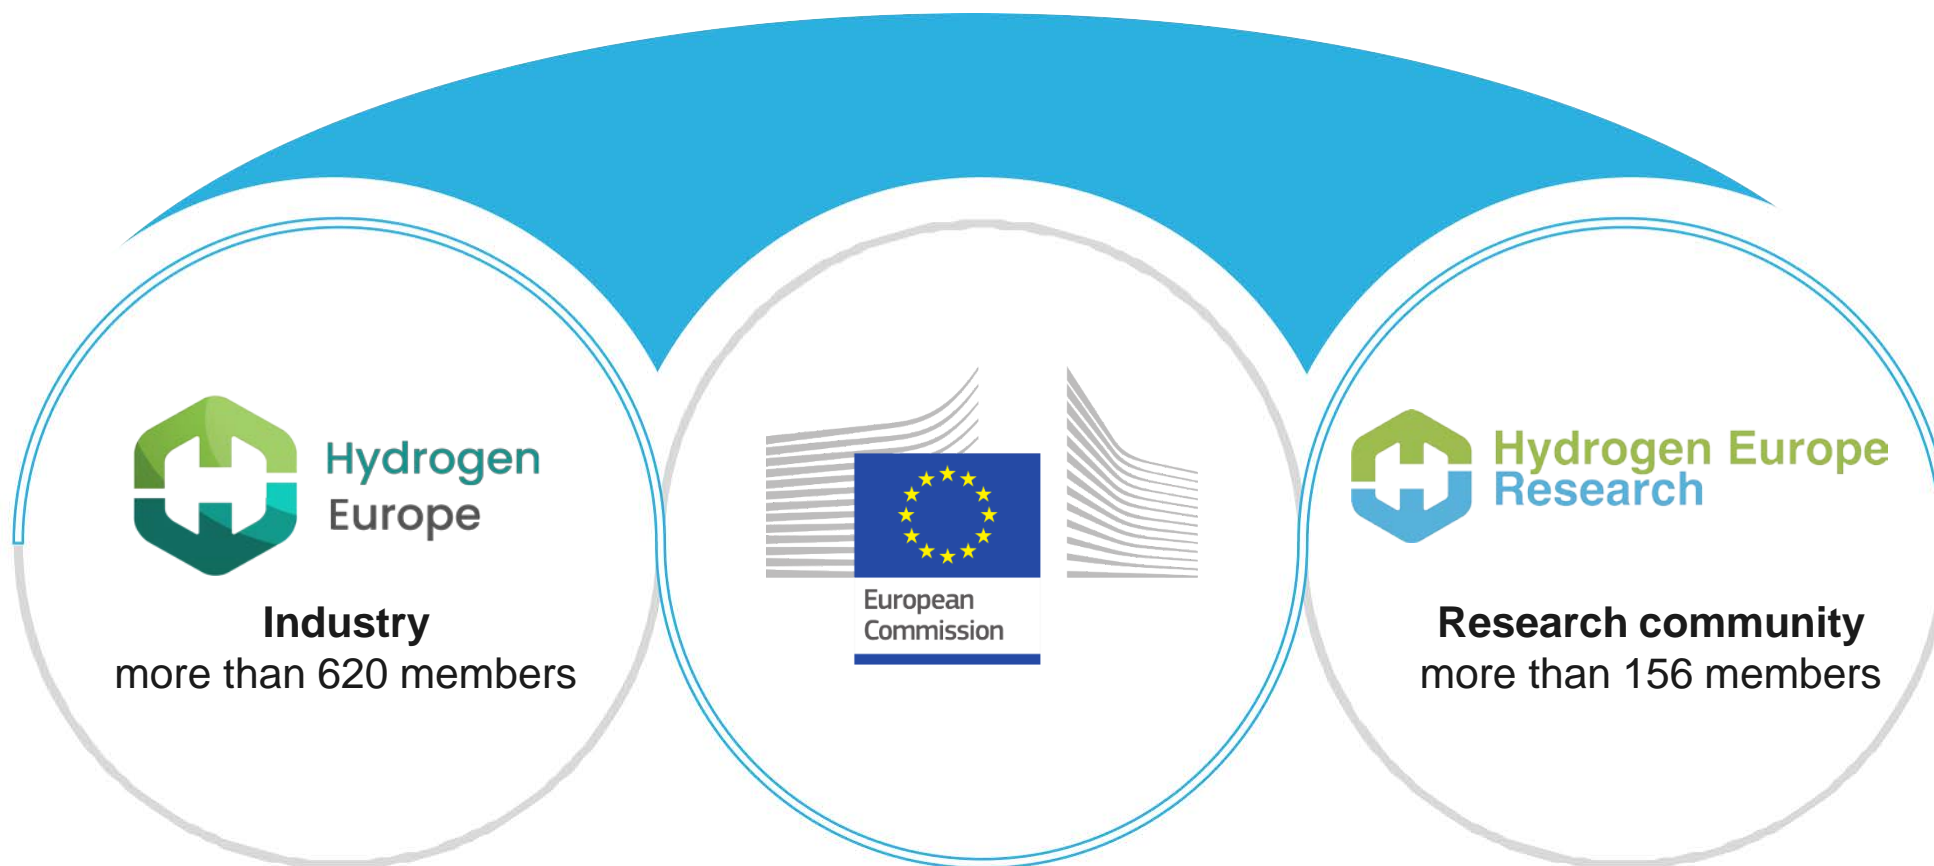 Hydrogen
Europe
Industry
more than 620 members
European
Commission
Hydrogen Europe
Research
Research community
more than 156 members